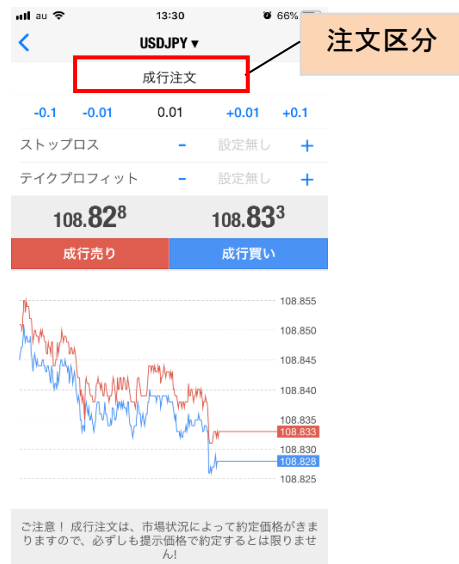 au 13:30 66%
注文区分
USDJPY ▾
成行注文
-0.1 -0.01 0.01 +0.01 +0.1
ストップロス - 設定無し +
テイクプロフィット - 設定無し +
108.828 108.833
成行売り 成行買い
108.855
108.850
108.845
108.840
108.835
108.833
108.830
108.828
108.825
ご注意！ 成行注文は、市場状況によって約定価格がきま
りますので、必ずしも提示価格で約定するとは限りませ
ん!